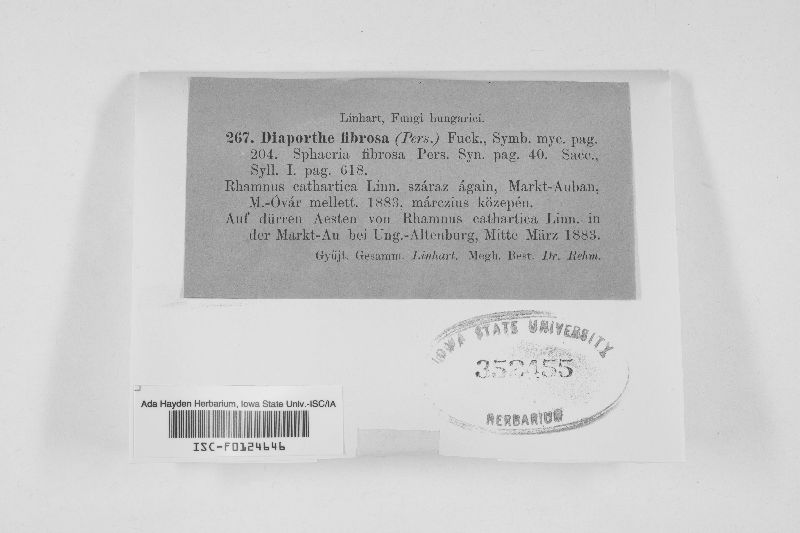 Linhart, Fungi hungarici.
267. Diaporthe fibrosa (Pers.) Fuck., Symb. myc. pag.
204. Sphaeria fibrosa Pers. Syn. pag. 40. Sacc.,
Syll. I. pag. 618.
Rhamnus cathartica Linn. száraz ágain, Markt-Auban,
M.-Óvár mellett. 1883. márczius közepén.
Auf dürren Aesten von Rhamnus cathartica Linn. in
der Markt-Au bei Ung.-Altenburg, Mitte März 1883.
Gyüjt. Gesamm. Linhart. Megh. Best. Dr. Rehm.
IOWA STATE UNIVERSITY
HERBARIUM
Ada Hayden Herbarium, Iowa State Univ.-ISC/IA
ISC-F0124646